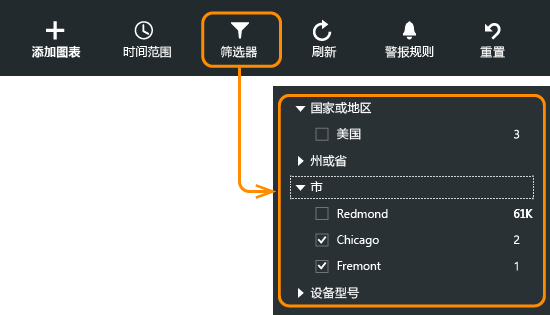 添加图表 时间范围 筛选器 刷新 警报规则 重置
国家或地区
美国 3
州或省
市
Redmond 61K
Chicago 2
Fremont 1
设备型号